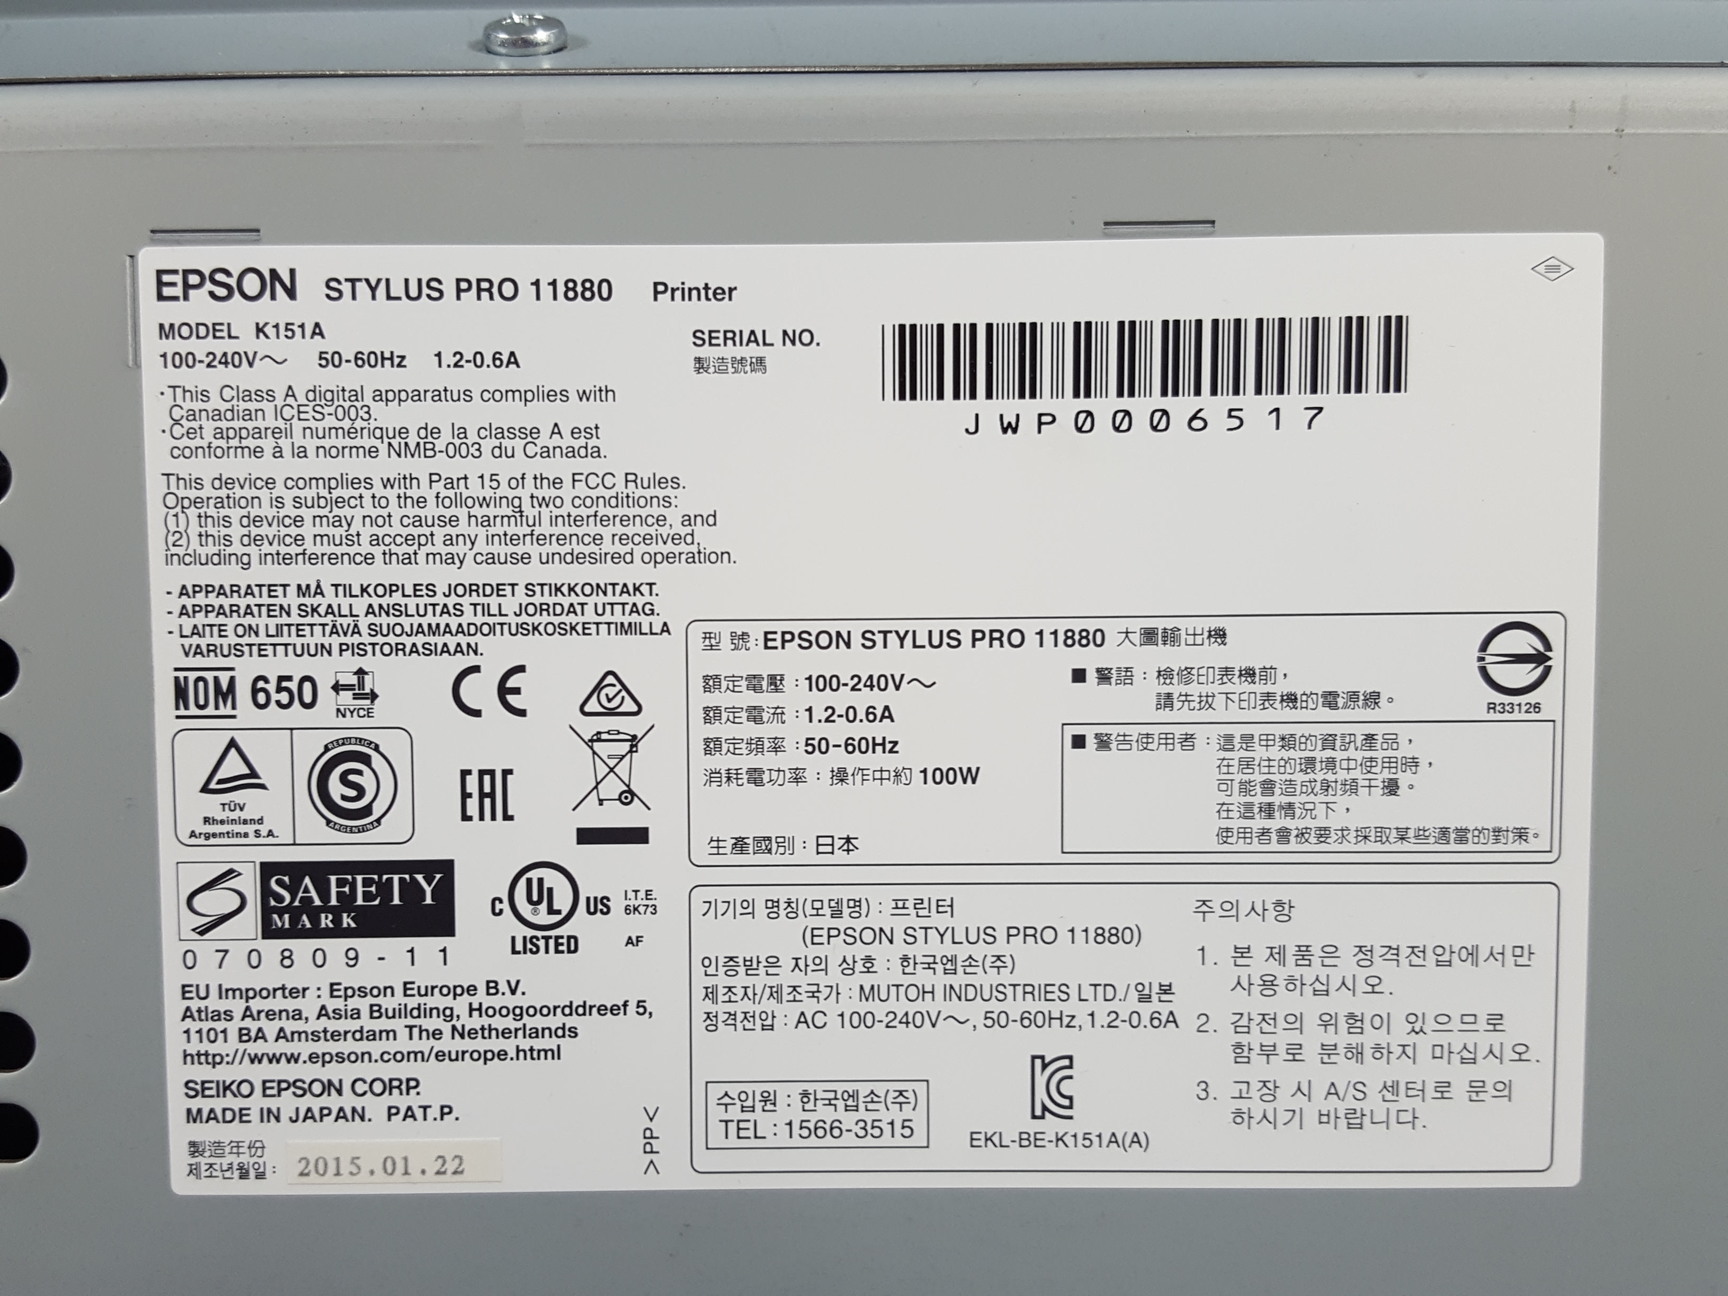 EPSON STYLUS PRO 11880 Printer
MODEL K151A
100-240V～ 50-60Hz 1.2-0.6A
・This Class A digital apparatus complies with
Canadian ICES-003.
・Cet appareil numérique de la classe A est
conforme à la norme NMB-003 du Canada.
This device complies with Part 15 of the FCC Rules.
Operation is subject to the following two conditions:
(1) this device may not cause harmful interference, and
(2) this device must accept any interference received,
including interference that may cause undesired operation.
- APPARATET MÅ TILKOPLES JORDET STIKKONTAKT.
- APPARATEN SKALL ANSLUTAS TILL JORDAT UTTAG.
- LAITE ON LIITETTÄVÄ SUOJAMAADOITUSKOSKETTIMILLA
VARUSTETTUUN PISTORASIAAN.
NOM 650
NYCE
CE
TÜV
Rheinland
Argentina S.A.
REPUBLICA
S
ARGENTINA
EAC
SAFETY
MARK
070809-11
C UL US
®
LISTED
I.T.E.
6K73
AF
EU Importer : Epson Europe B.V.
Atlas Arena, Asia Building, Hoogoorddreef 5,
1101 BA Amsterdam The Netherlands
http://www.epson.com/europe.html
SEIKO EPSON CORP.
MADE IN JAPAN. PAT.P.
製造年份
제조년월일 : 2015.01.22
>PP<
SERIAL NO.
製造號碼
JWP0006517
型 號：EPSON STYLUS PRO 11880 大圖輸出機
額定電壓：100-240V～
額定電流：1.2-0.6A
額定頻率：50-60Hz
消耗電功率：操作中約 100W
生產國別：日本
■ 警語：檢修印表機前，
請先拔下印表機的電源線。
R33126
■ 警告使用者：這是甲類的資訊產品，
在居住的環境中使用時，
可能會造成射頻干擾。
在這種情況下，
使用者會被要求採取某些適當的對策。
기기의 명칭(모델명) : 프린터
(EPSON STYLUS PRO 11880)
인증받은 자의 상호 : 한국엡손(주)
제조자/제조국가 : MUTOH INDUSTRIES LTD./일본
정격전압 : AC 100-240V～, 50-60Hz, 1.2-0.6A
수입원 : 한국엡손(주)
TEL : 1566-3515
EKL-BE-K151A(A)
주의사항
1. 본 제품은 정격전압에서만
사용하십시오.
2. 감전의 위험이 있으므로
함부로 분해하지 마십시오.
3. 고장 시 A/S 센터로 문의
하시기 바랍니다.